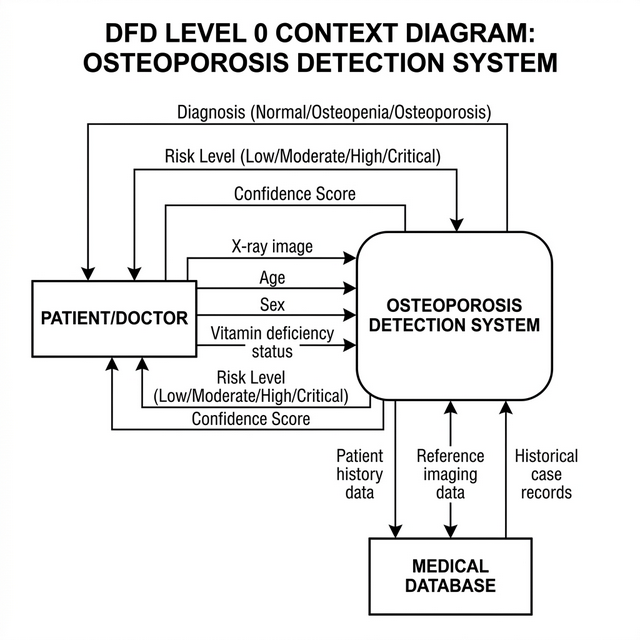 DFD LEVEL 0 CONTEXT DIAGRAM:
OSTEOPOROSIS DETECTION SYSTEM
Diagnosis (Normal/Osteopenia/Osteoporosis)
Risk Level (Low/Moderate/High/Critical)
Confidence Score
X-ray image
Age
Sex
Vitamin deficiency
status
PATIENT/DOCTOR
OSTEOPOROSIS
DETECTION SYSTEM
Risk Level
(Low/Moderate/High/Critical)
Confidence Score
Patient
history
data
Reference
imaging
data
Historical
case
records
MEDICAL
DATABASE